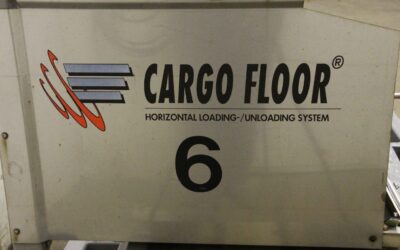 CARGO FLOOR®
HORIZONTAL LOADING-/UNLOADING SYSTEM
6